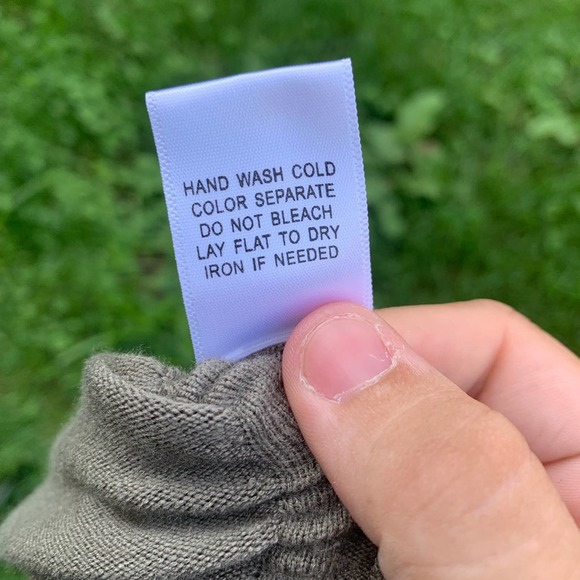 HAND WASH COLD
COLOR SEPARATE
DO NOT BLEACH
LAY FLAT TO DRY
IRON IF NEEDED